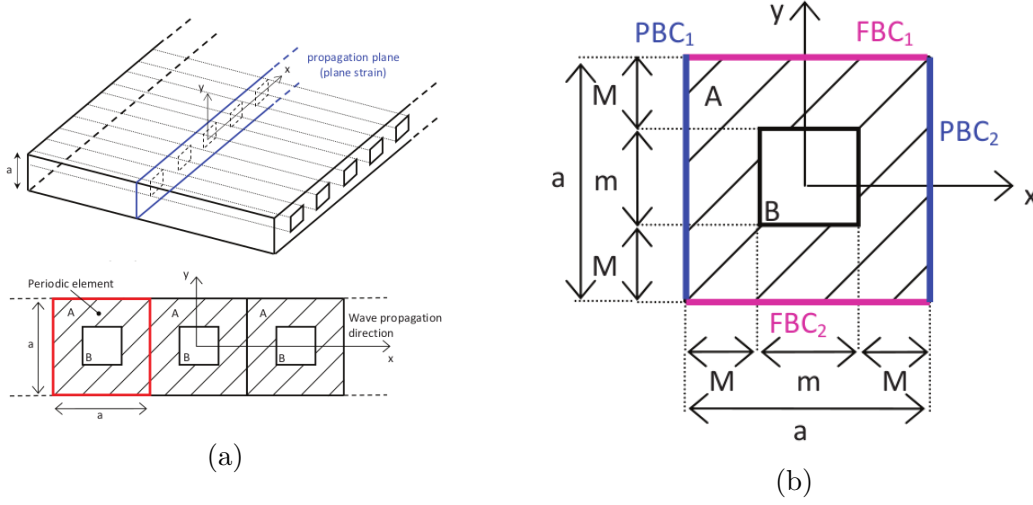 propagation plane
(plane strain)
y
x
a
Periodic element
y
A
A
A
B
B
B
Wave propagation
direction
x
a
a
(a)
y
PBC1
FBC1
M
A
PBC2
a
m
B
x
M
FBC2
M
m
M
a
(b)